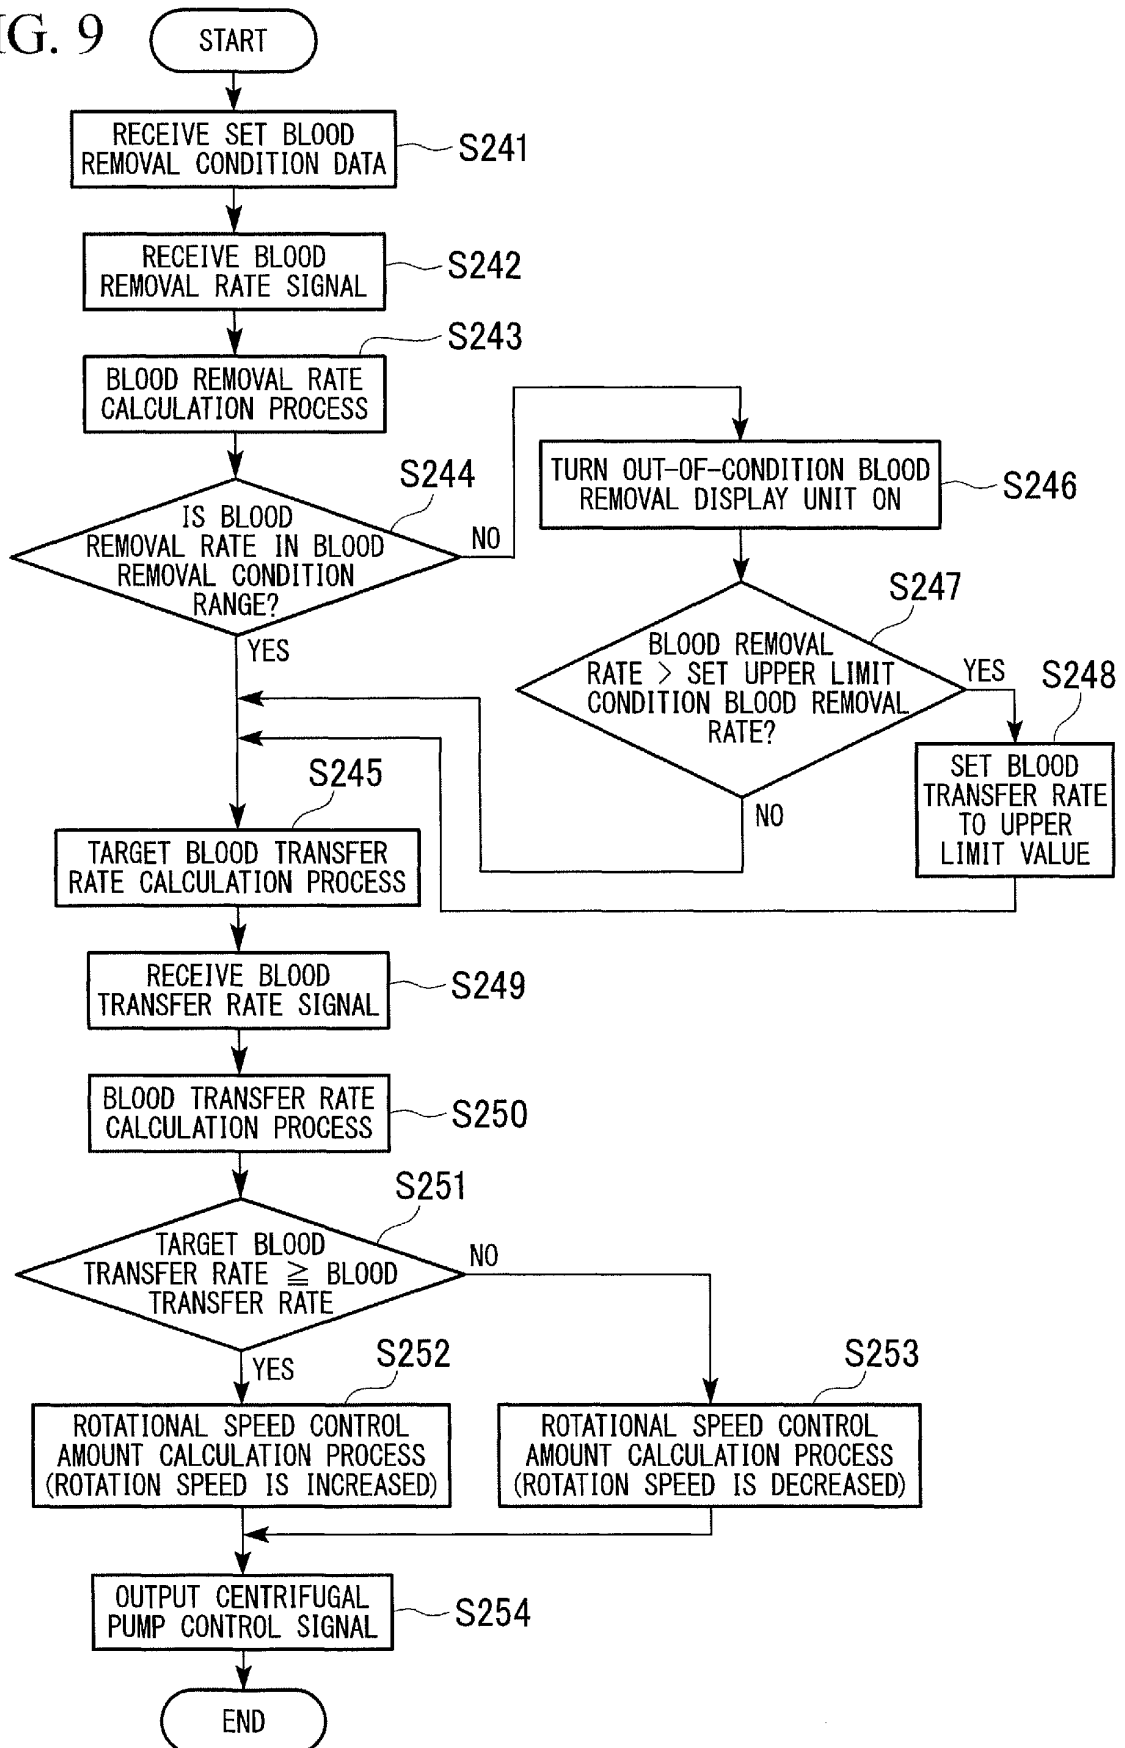 IG. 9
START
RECEIVE SET BLOOD
REMOVAL CONDITION DATA
S241
RECEIVE BLOOD
REMOVAL RATE SIGNAL
S242
S243
BLOOD REMOVAL RATE
CALCULATION PROCESS
S244
IS BLOOD
REMOVAL RATE IN BLOOD
REMOVAL CONDITION
RANGE?
NO
YES
TURN OUT-OF-CONDITION BLOOD
REMOVAL DISPLAY UNIT ON
S246
S247
BLOOD REMOVAL
RATE > SET UPPER LIMIT
CONDITION BLOOD REMOVAL
RATE?
YES
NO
S248
SET BLOOD
TRANSFER RATE
TO UPPER
LIMIT VALUE
S245
TARGET BLOOD TRANSFER
RATE CALCULATION PROCESS
RECEIVE BLOOD
TRANSFER RATE SIGNAL
S249
BLOOD TRANSFER RATE
CALCULATION PROCESS
S250
S251
TARGET BLOOD
TRANSFER RATE ≧ BLOOD
TRANSFER RATE
NO
YES
S252
ROTATIONAL SPEED CONTROL
AMOUNT CALCULATION PROCESS
(ROTATION SPEED IS INCREASED)
S253
ROTATIONAL SPEED CONTROL
AMOUNT CALCULATION PROCESS
(ROTATION SPEED IS DECREASED)
OUTPUT CENTRIFUGAL
PUMP CONTROL SIGNAL
S254
END